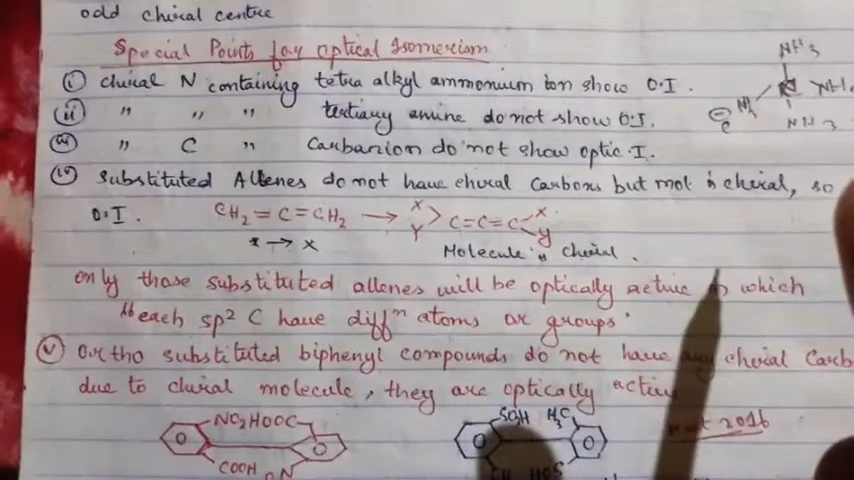 odd chiral centre
Special Points for optical Isomerism
(i) chiral N containing tetra alkyl ammonium ion show O.I.
(ii) " " " tertiary amine do not show O.I.
(iii) " C " Carbanion do not show optic. I.
(iv) Substituted Allenes do not have chiral Carbons but mol is chiral, so
O.I. CH2=C=CH2 → X Y >C=C=C< X y
x → X Molecule is chiral.
only those substituted allenes will be optically active in which
"each sp2 C have diffn atoms or groups"
(v) Ortho substituted biphenyl compounds do not have any chiral Carb
due to chiral molecule, they are optically active
NO2 HOOC SO3H H3C 2016
COOH
NH3
N NH3
NH3 NH3
⊖ C